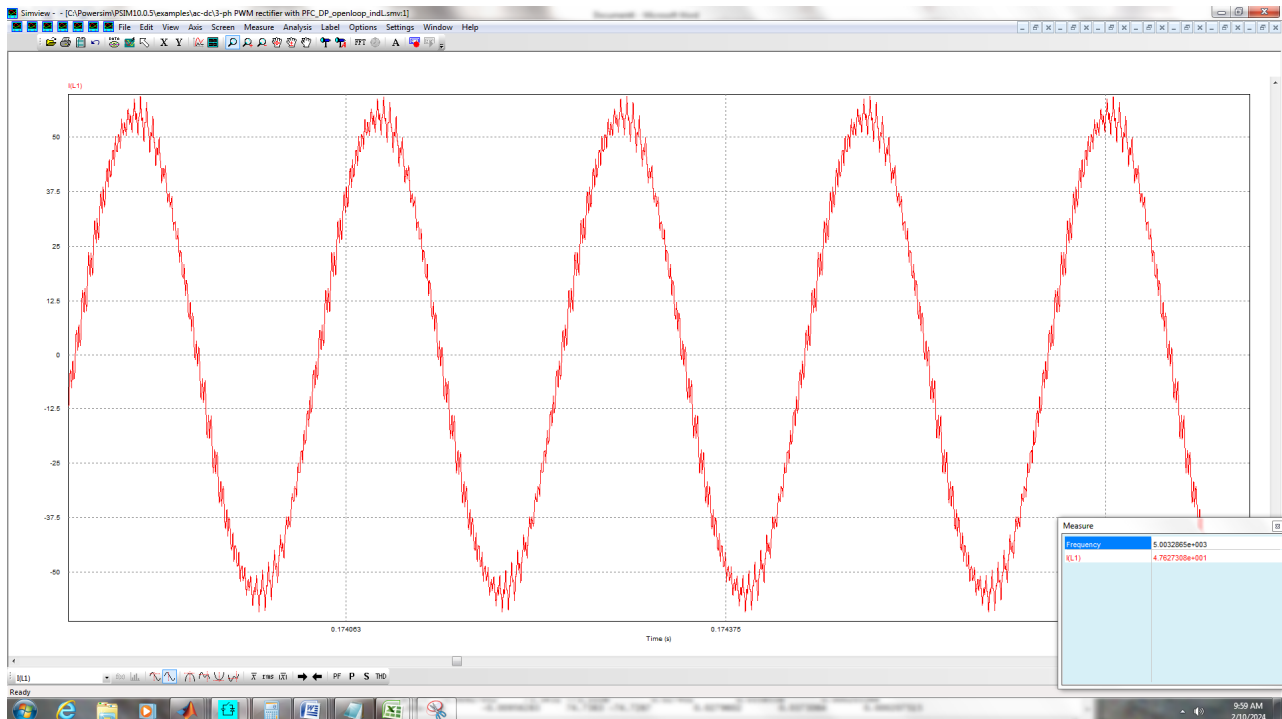 Simview - - [C:\Powersim\PSIM10.0.5\examples\ac-dc\3-ph PWM rectifier with PFC_DP_openloop_indL.smv:1]
File Edit View Axis Screen Measure Analysis Label Options Settings Window Help
DATA X Y FFT A
I(L1)
50
37.5
25
12.5
0
-12.5
-25
-37.5
-50
0.174063 0.174375
Time (s)
Measure
Frequency 5.0032865e+003
I(L1) 4.7627308e+001
I(L1) f(x) x rms |x| PF P S THD
Ready
9:59 AM
2/10/2024